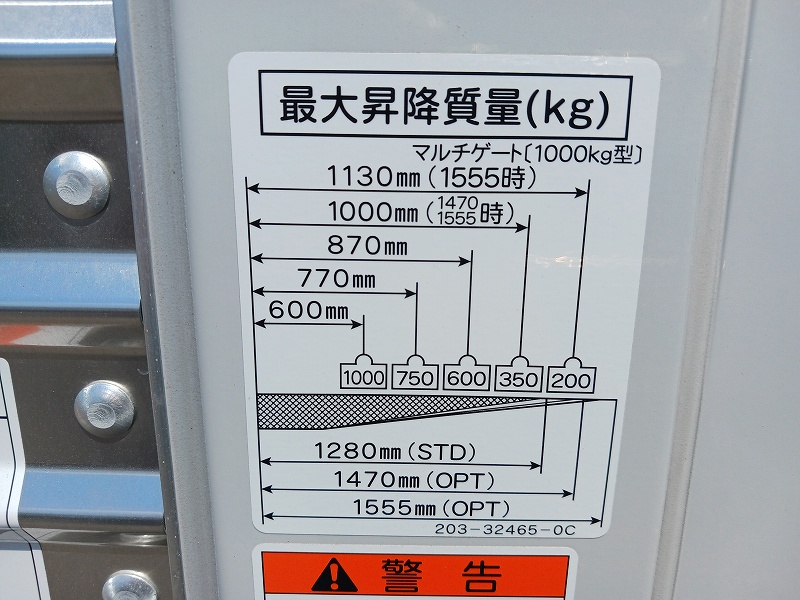 最大昇降質量(kg)
マルチゲート〔1000kg型〕
1130mm(1555時)
1000mm(1470 1555時)
870mm
770mm
600mm
1000 750 600 350 200
1280mm(STD)
1470mm(OPT)
1555mm(OPT)
203-32465-0C
警告